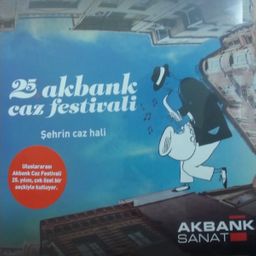 25 akbank
caz festivali
Şehrin caz hali
Uluslararası
Akbank Caz Festivali
25. yılını, çok özel bir
seçkiyle kutluyor.
AKBANK
SANAT